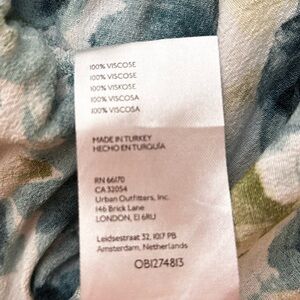 100% VISCOSE
100% VISCOSE
100% VISKOSE
100% VISCOSA
100% VISCOSA
MADE IN TURKEY
HECHO EN TURQUÍA
RN 66170
CA 32054
Urban Outfitters, Inc.
146 Brick Lane
LONDON, E1 6RU
Leidsestraat 32, 1017 PB
Amsterdam, Netherlands
OB1274813